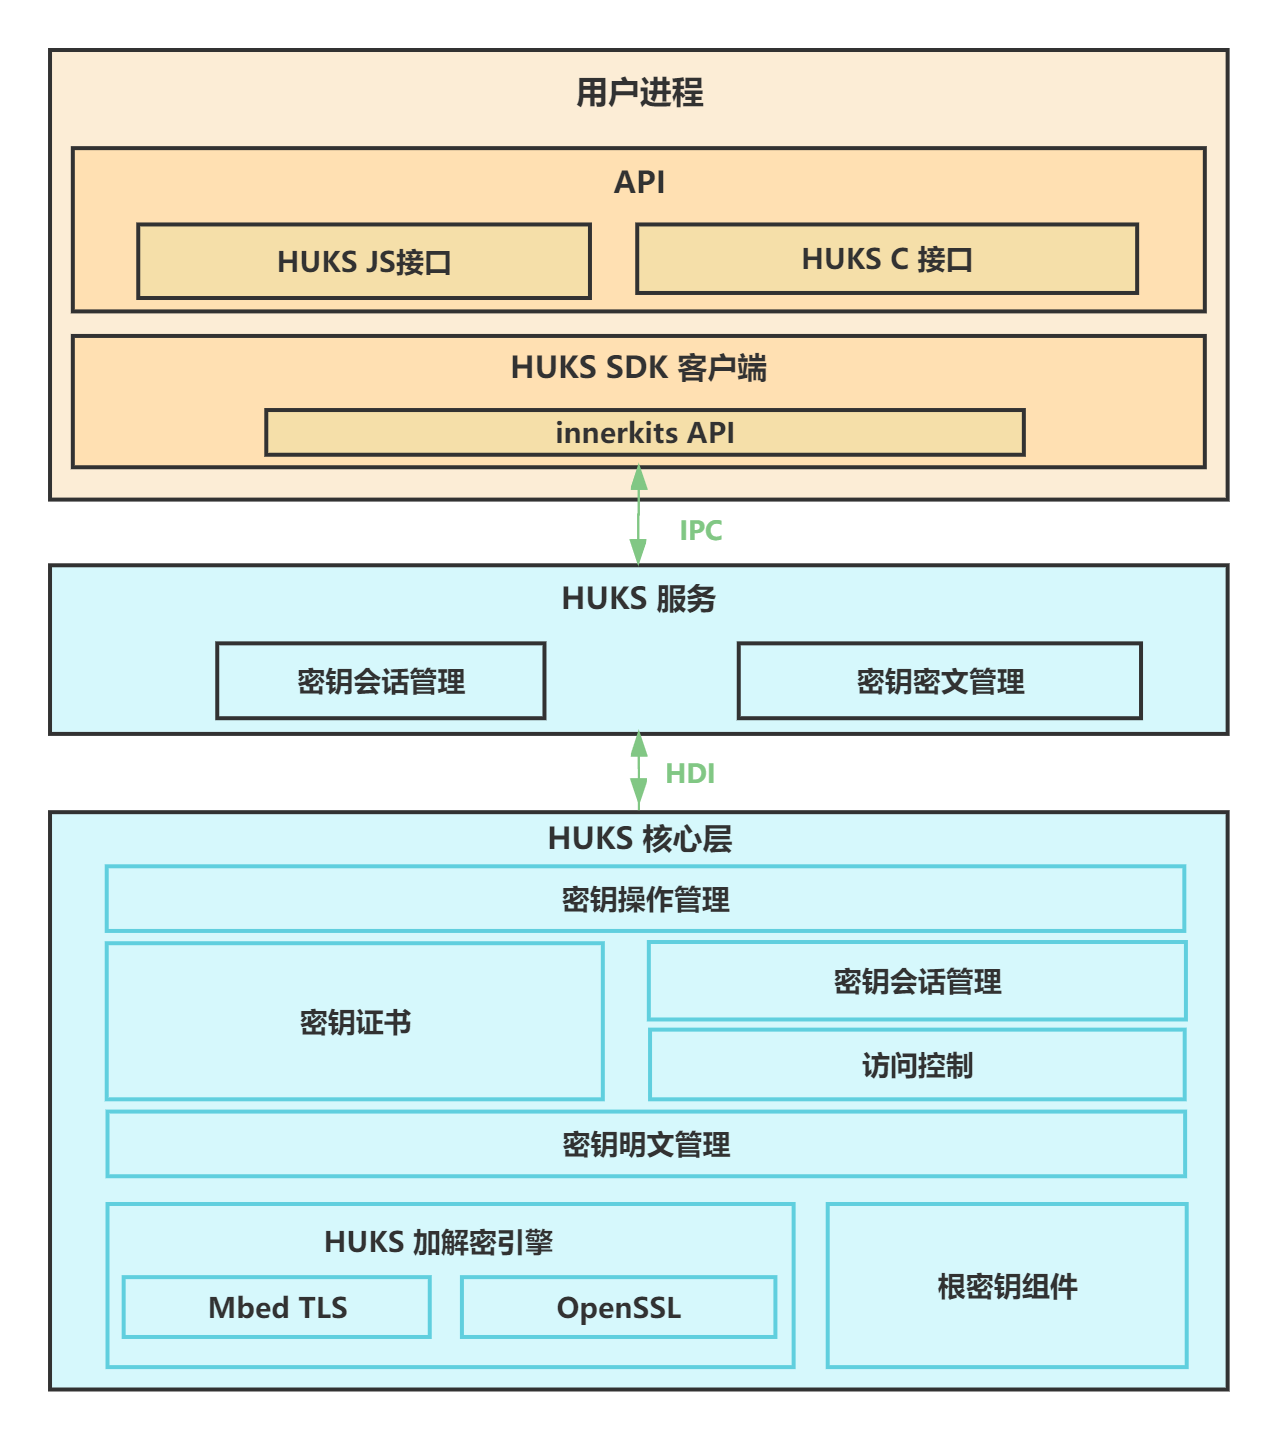 用户进程
API
HUKS JS接口
HUKS C 接口
HUKS SDK 客户端
innerkits API
IPC
HUKS 服务
密钥会话管理
密钥密文管理
HDI
HUKS 核心层
密钥操作管理
密钥证书
密钥会话管理
访问控制
密钥明文管理
HUKS 加解密引擎
Mbed TLS
OpenSSL
根密钥组件